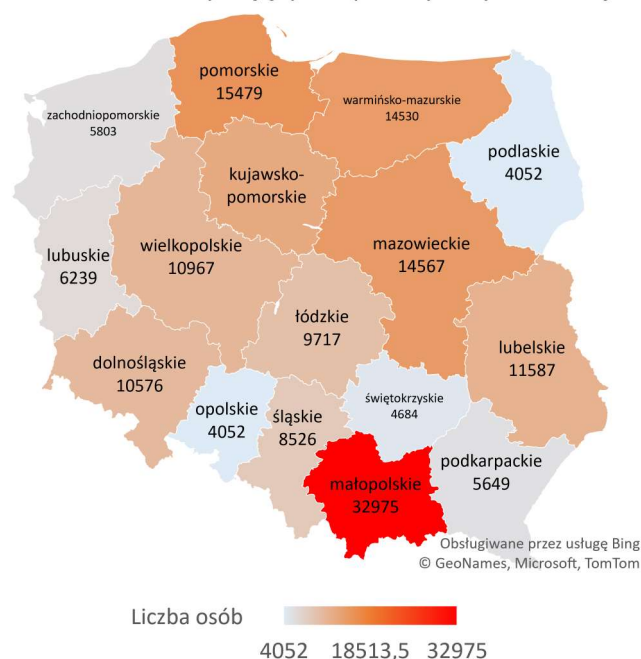 pomorskie
15479
warmińsko-mazurskie
14530
zachodniopomorskie
5803
podlaskie
4052
kujawsko-
pomorskie
wielkopolskie
10967
mazowieckie
14567
lubuskie
6239
łódzkie
9717
lubelskie
11587
dolnośląskie
10576
opolskie
4052
śląskie
8526
świętokrzyskie
4684
małopolskie
32975
podkarpackie
5649
Obsługiwane przez usługę Bing
© GeoNames, Microsoft, TomTom
Liczba osób
4052 18513,5 32975